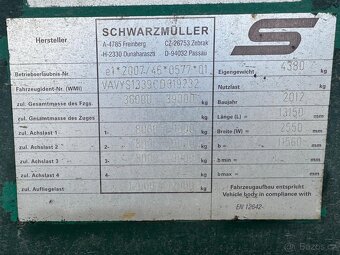 Hersteller
SCHWARZMÜLLER
A-4785 Freinberg CZ-26753 Žebrak
H-2330 Dunaharaszti D-94032 Passau
Betriebserlaubnis Nr. e1*2007/46*0577*01
Fahrzeugident-Nr. (WMI)
zul. Gesamtmasse des Fzgs. kg
zul. Gesamtmasse des Zuges kg
zul. Achslast 1 1- kg
zul. Achslast 2 2- kg
zul. Achslast 3 3- kg
zul. Achslast 4 4- kg
zul. Aufliegelast kg
Eigengewicht 4380 kg
Nutzlast kg
Baujahr 2012
Länge (L) 13150 mm
Breite (W) 2550 mm
b mm
b min = mm
b max = mm
Fahrzeugaufbau entspricht
Vehicle body in compliance with
EN 12642-